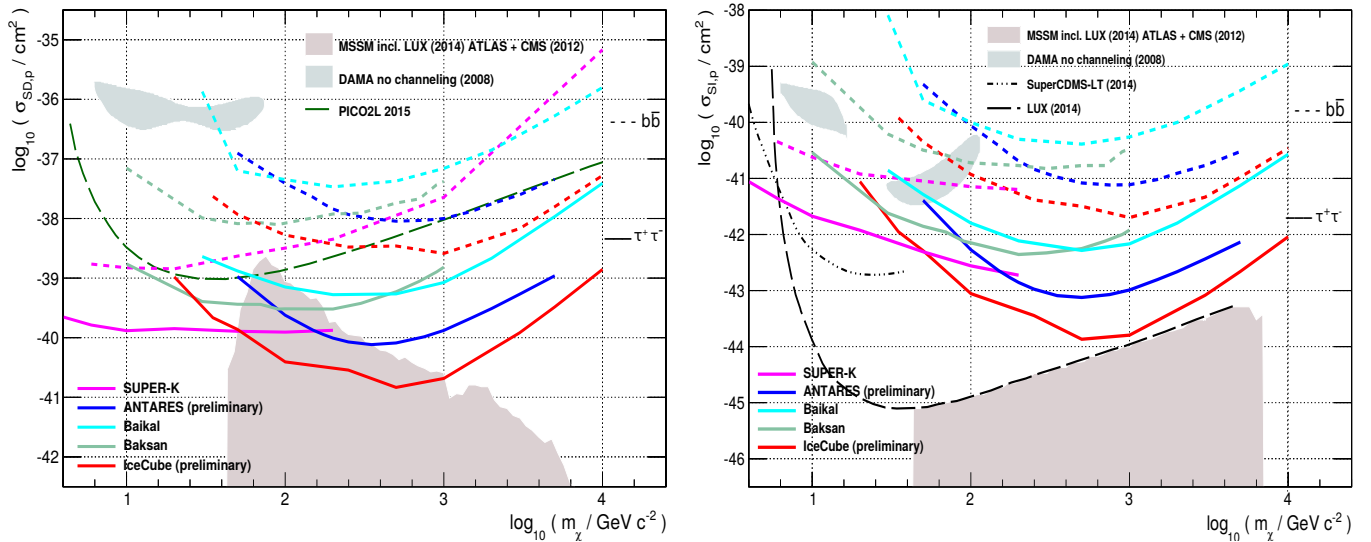 log₁₀ ( σ_SD,p / cm² )
-35
-36
-37
-38
-39
-40
-41
-42
MSSM incl. LUX (2014) ATLAS + CMS (2012)
DAMA no channeling (2008)
PICO2L 2015
bb̄
τ⁺ τ⁻
SUPER-K
ANTARES (preliminary)
Baikal
Baksan
IceCube (preliminary)
1 2 3 4
log₁₀ ( m_χ / GeV c⁻² )
log₁₀ ( σ_SI,p / cm² )
-38
-39
-40
-41
-42
-43
-44
-45
-46
MSSM incl. LUX (2014) ATLAS + CMS (2012)
DAMA no channeling (2008)
SuperCDMS-LT (2014)
LUX (2014)
bb̄
τ⁺τ⁻
SUPER-K
ANTARES (preliminary)
Baikal
Baksan
IceCube (preliminary)
1 2 3 4
log₁₀ ( m_χ / GeV c⁻² )